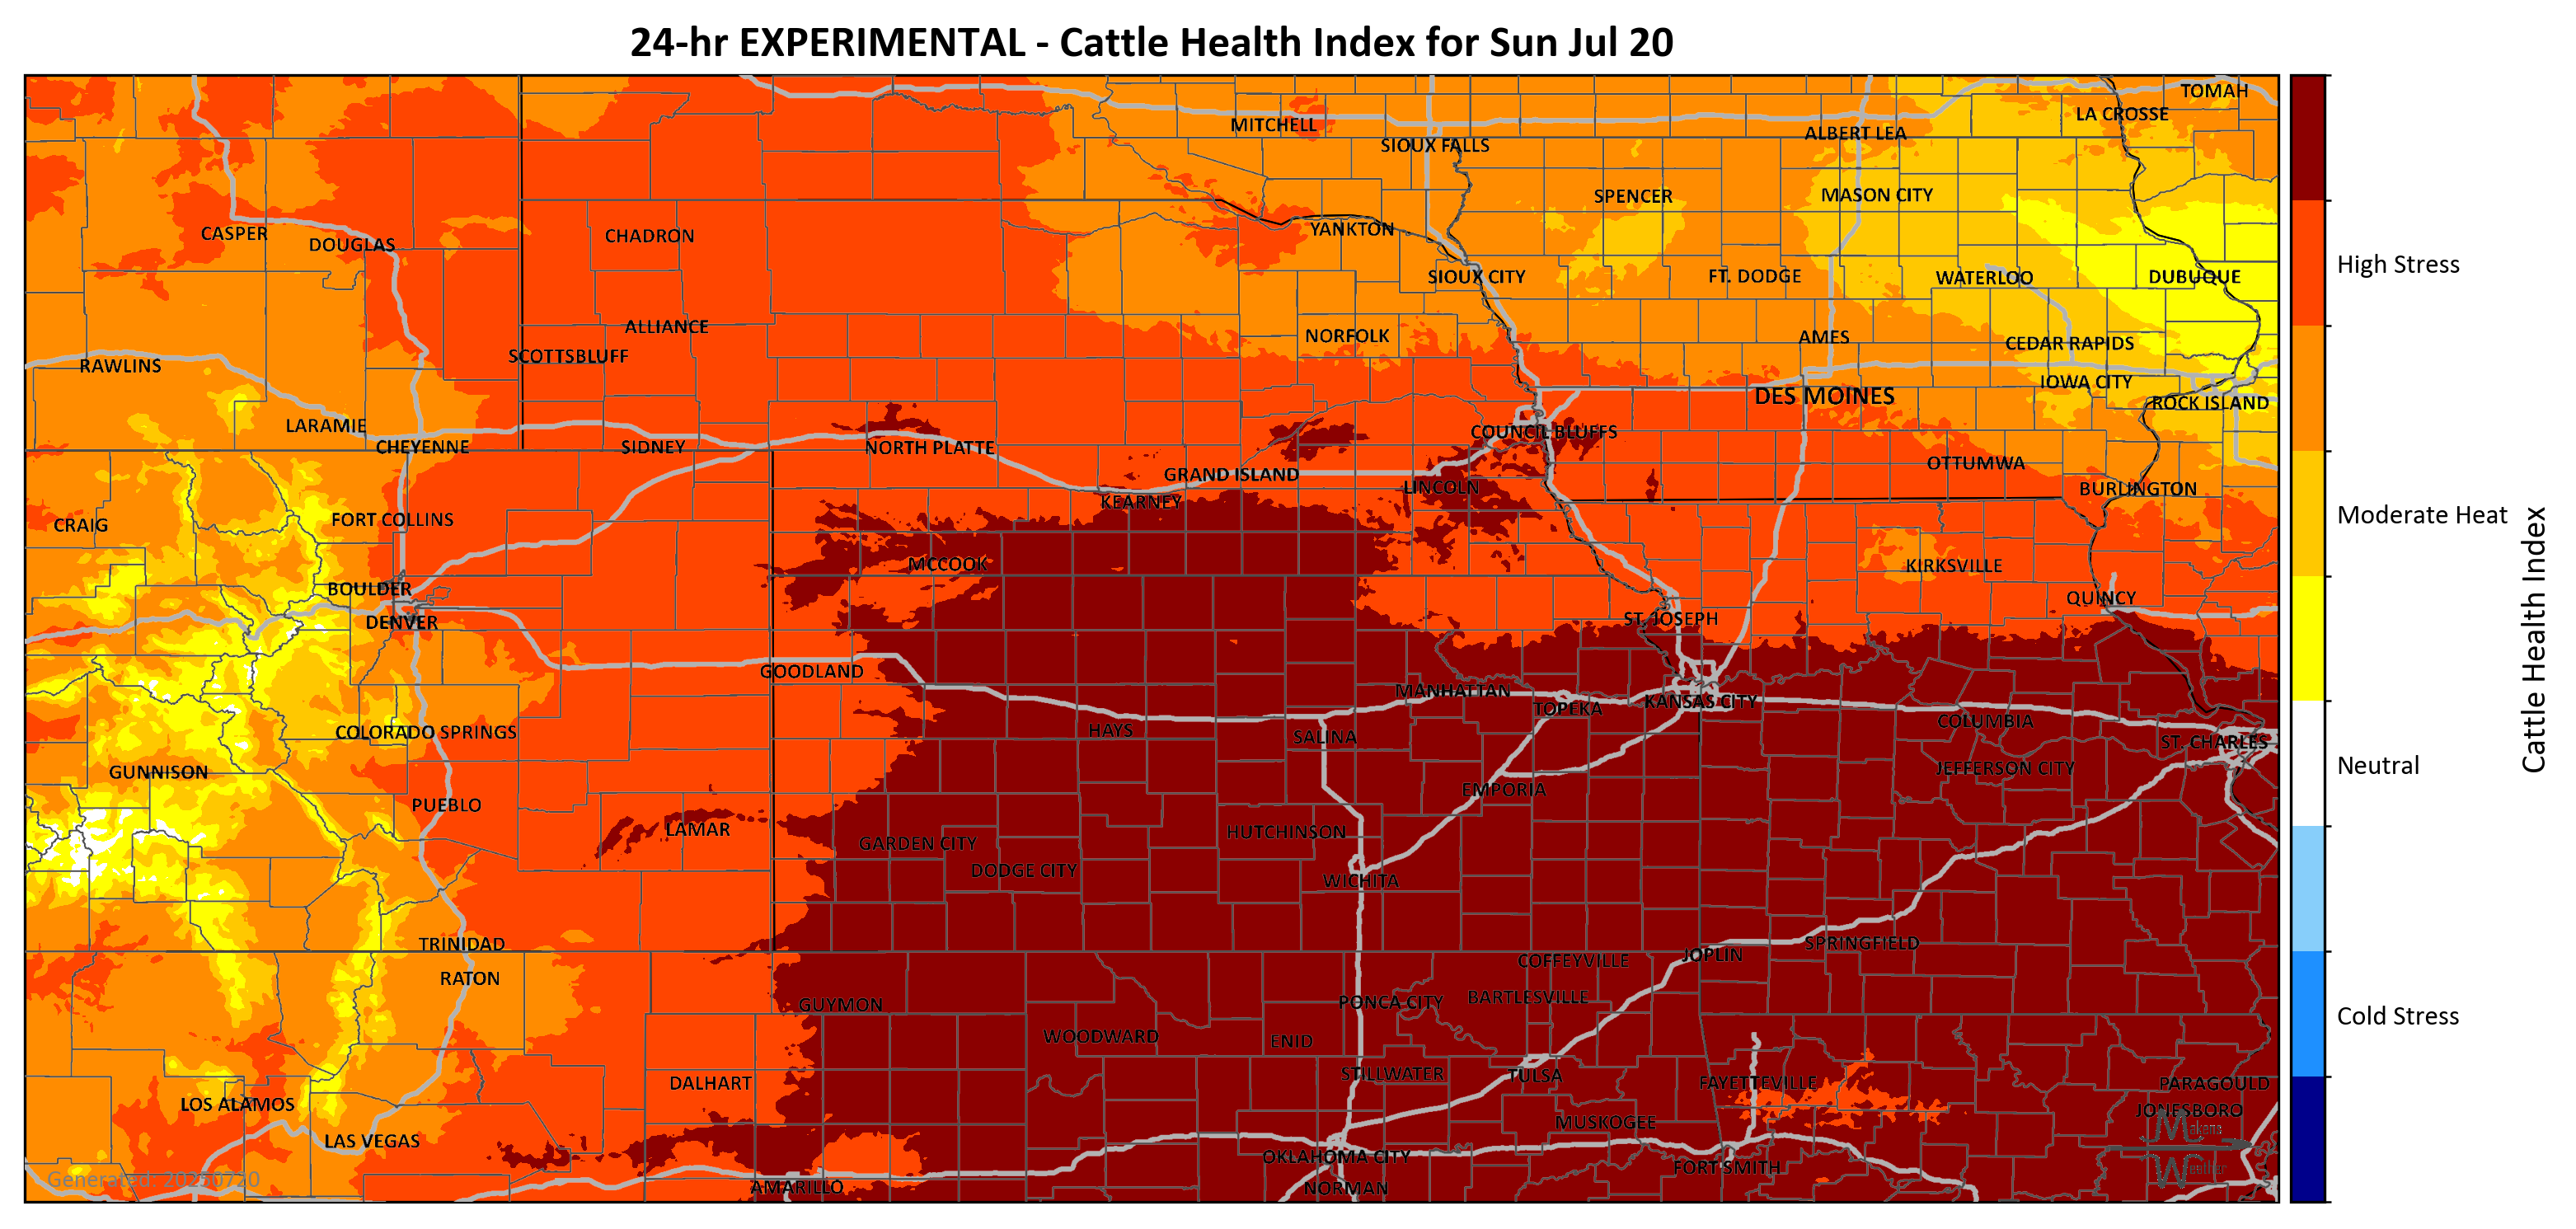 24-hr EXPERIMENTAL - Cattle Health Index for Sun Jul 20
TOMAH
LA CROSSE
MITCHELL
ALBERT LEA
SIOUX FALLS
SPENCER
MASON CITY
CASPER
DOUGLAS
CHADRON
YANKTON
SIOUX CITY
FT. DODGE
WATERLOO
DUBUQUE
ALLIANCE
NORFOLK
AMES
CEDAR RAPIDS
SCOTTSBLUFF
RAWLINS
IOWA CITY
DES MOINES
ROCK ISLAND
LARAMIE
CHEYENNE
SIDNEY
NORTH PLATTE
COUNCIL BLUFFS
OTTUMWA
GRAND ISLAND
LINCOLN
BURLINGTON
KEARNEY
CRAIG
FORT COLLINS
MCCOOK
KIRKSVILLE
BOULDER
QUINCY
DENVER
ST. JOSEPH
GOODLAND
MANHATTAN
TOPEKA
KANSAS CITY
COLORADO SPRINGS
HAYS
SALINA
COLUMBIA
ST. CHARLES
GUNNISON
JEFFERSON CITY
PUEBLO
EMPORIA
LAMAR
HUTCHINSON
GARDEN CITY
DODGE CITY
WICHITA
TRINIDAD
SPRINGFIELD
JOPLIN
COFFEYVILLE
RATON
GUYMON
PONCA CITY
BARTLESVILLE
WOODWARD
ENID
STILLWATER
TULSA
DALHART
FAYETTEVILLE
PARAGOULD
LOS ALAMOS
JONESBORO
MUSKOGEE
LAS VEGAS
OKLAHOMA CITY
FORT SMITH
AMARILLO
NORMAN
Makens
Weather
Generated: 20250720
High Stress
Moderate Heat
Neutral
Cold Stress
Cattle Health Index